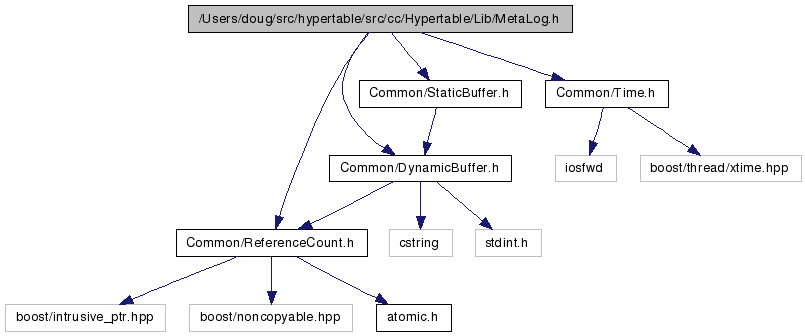 /Users/doug/src/hypertable/src/cc/Hypertable/Lib/MetaLog.h
Common/StaticBuffer.h
Common/Time.h
Common/DynamicBuffer.h
iosfwd
boost/thread/xtime.hpp
Common/ReferenceCount.h
cstring
stdint.h
boost/intrusive_ptr.hpp
boost/noncopyable.hpp
atomic.h